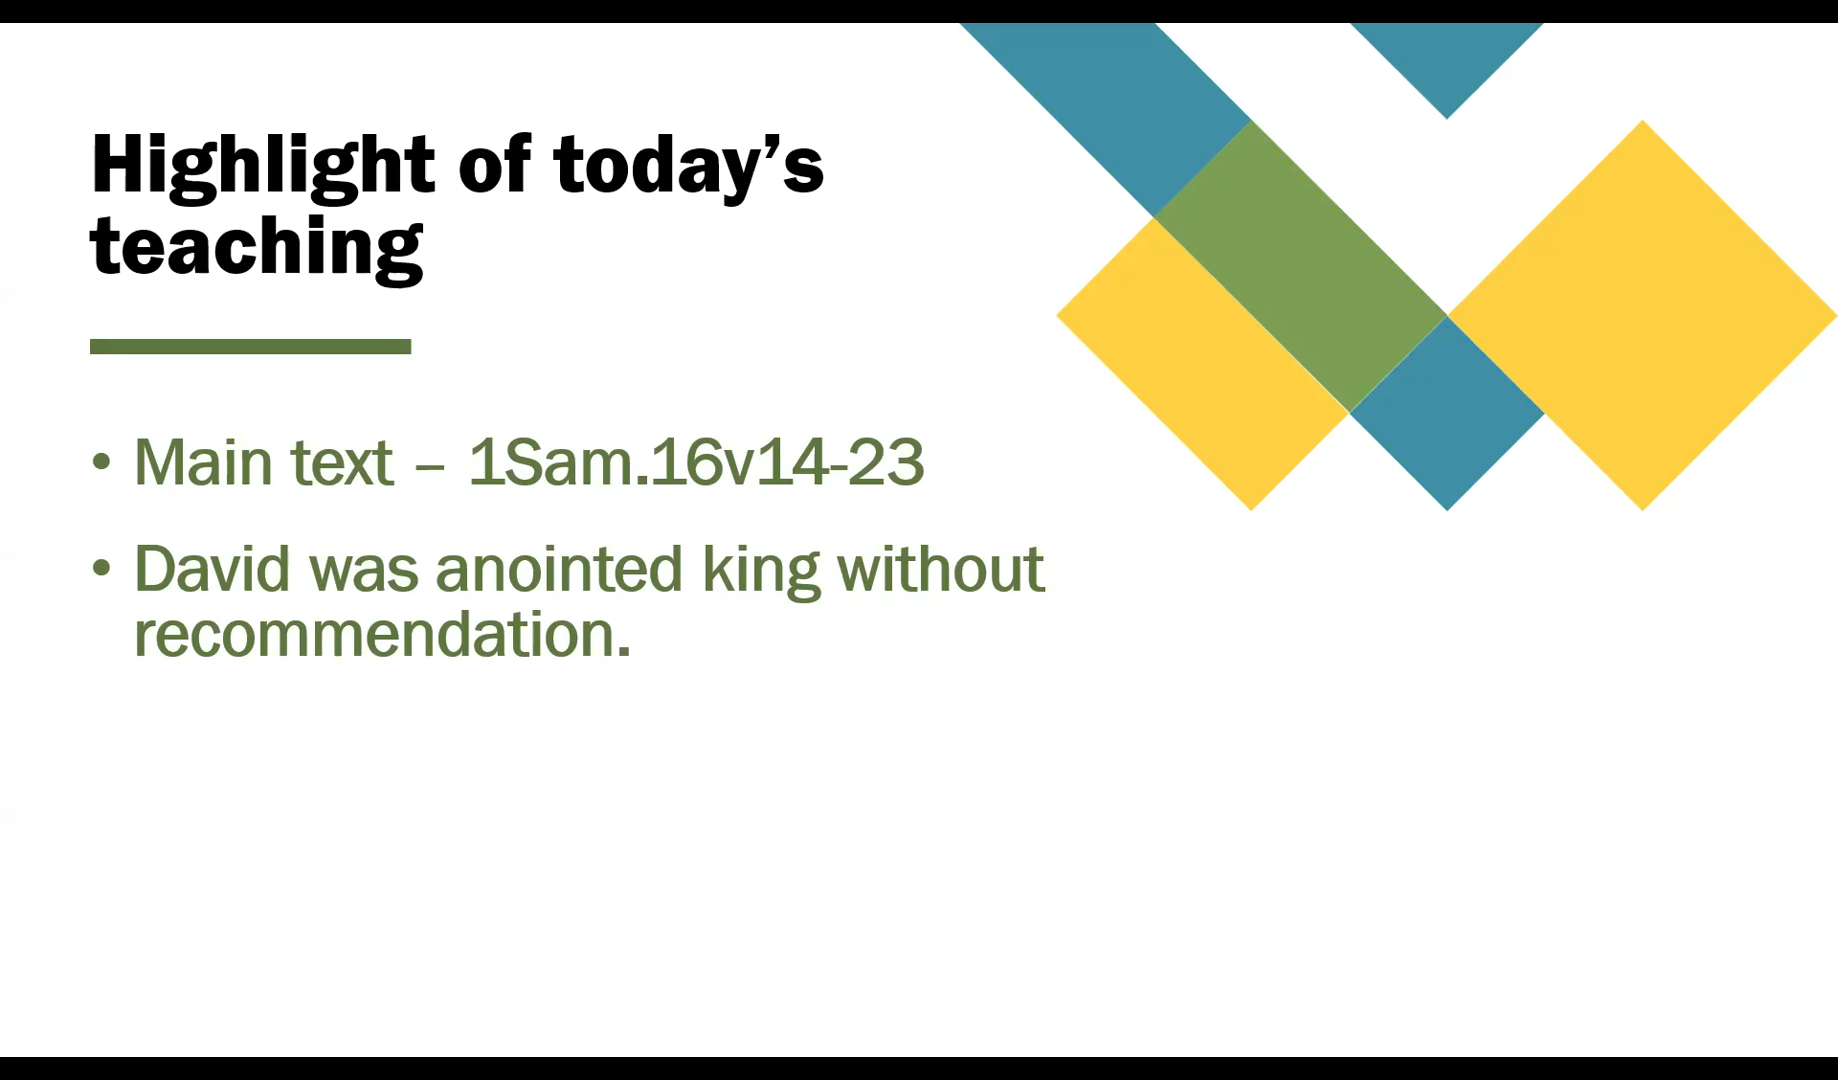 Highlight of today’s
teaching
• Main text – 1Sam.16v14-23
• David was anointed king without
recommendation.